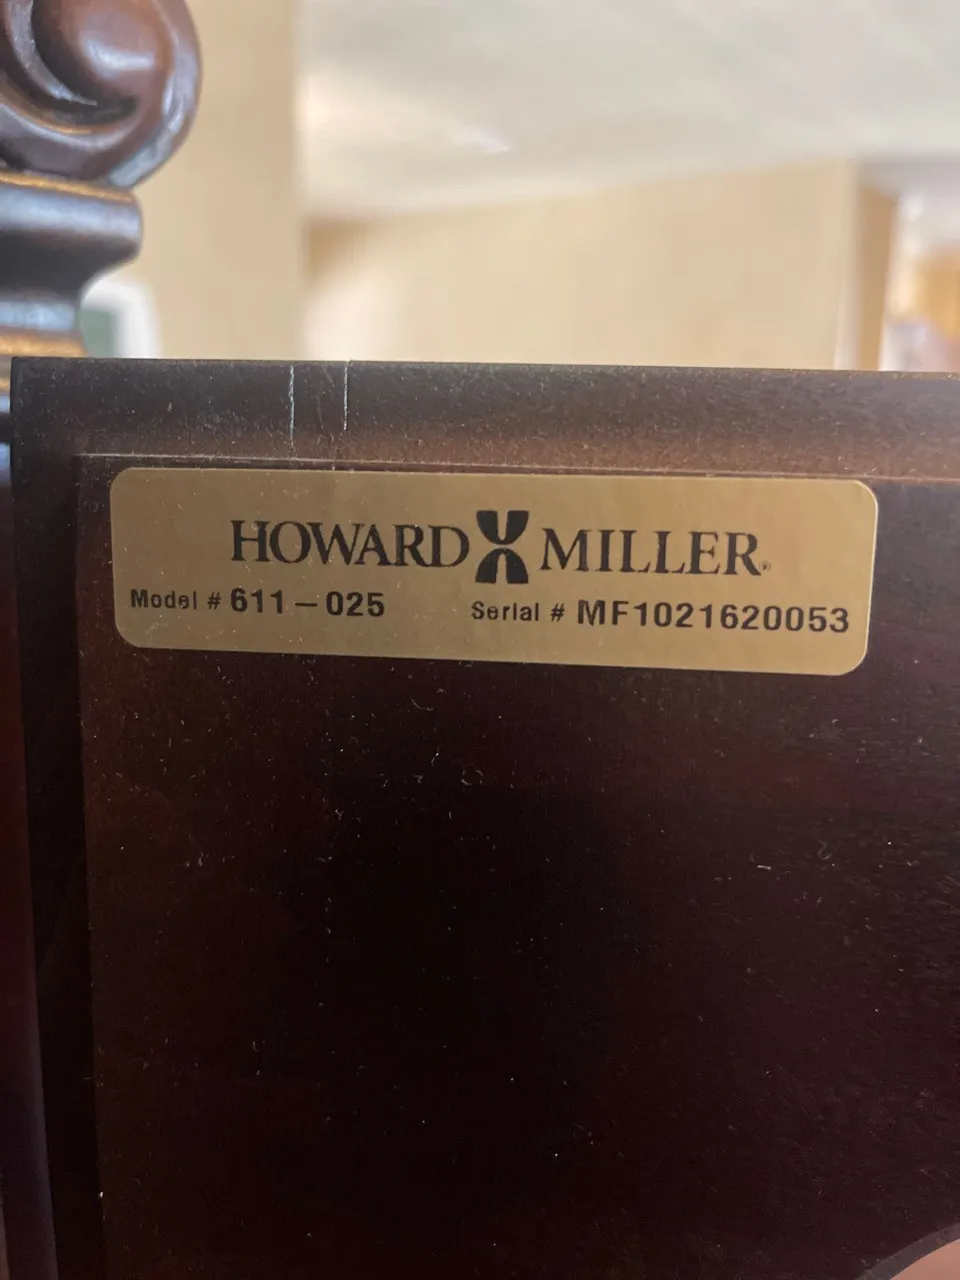 HOWARD MILLER®
Model # 611-025 Serial # MF1021620053